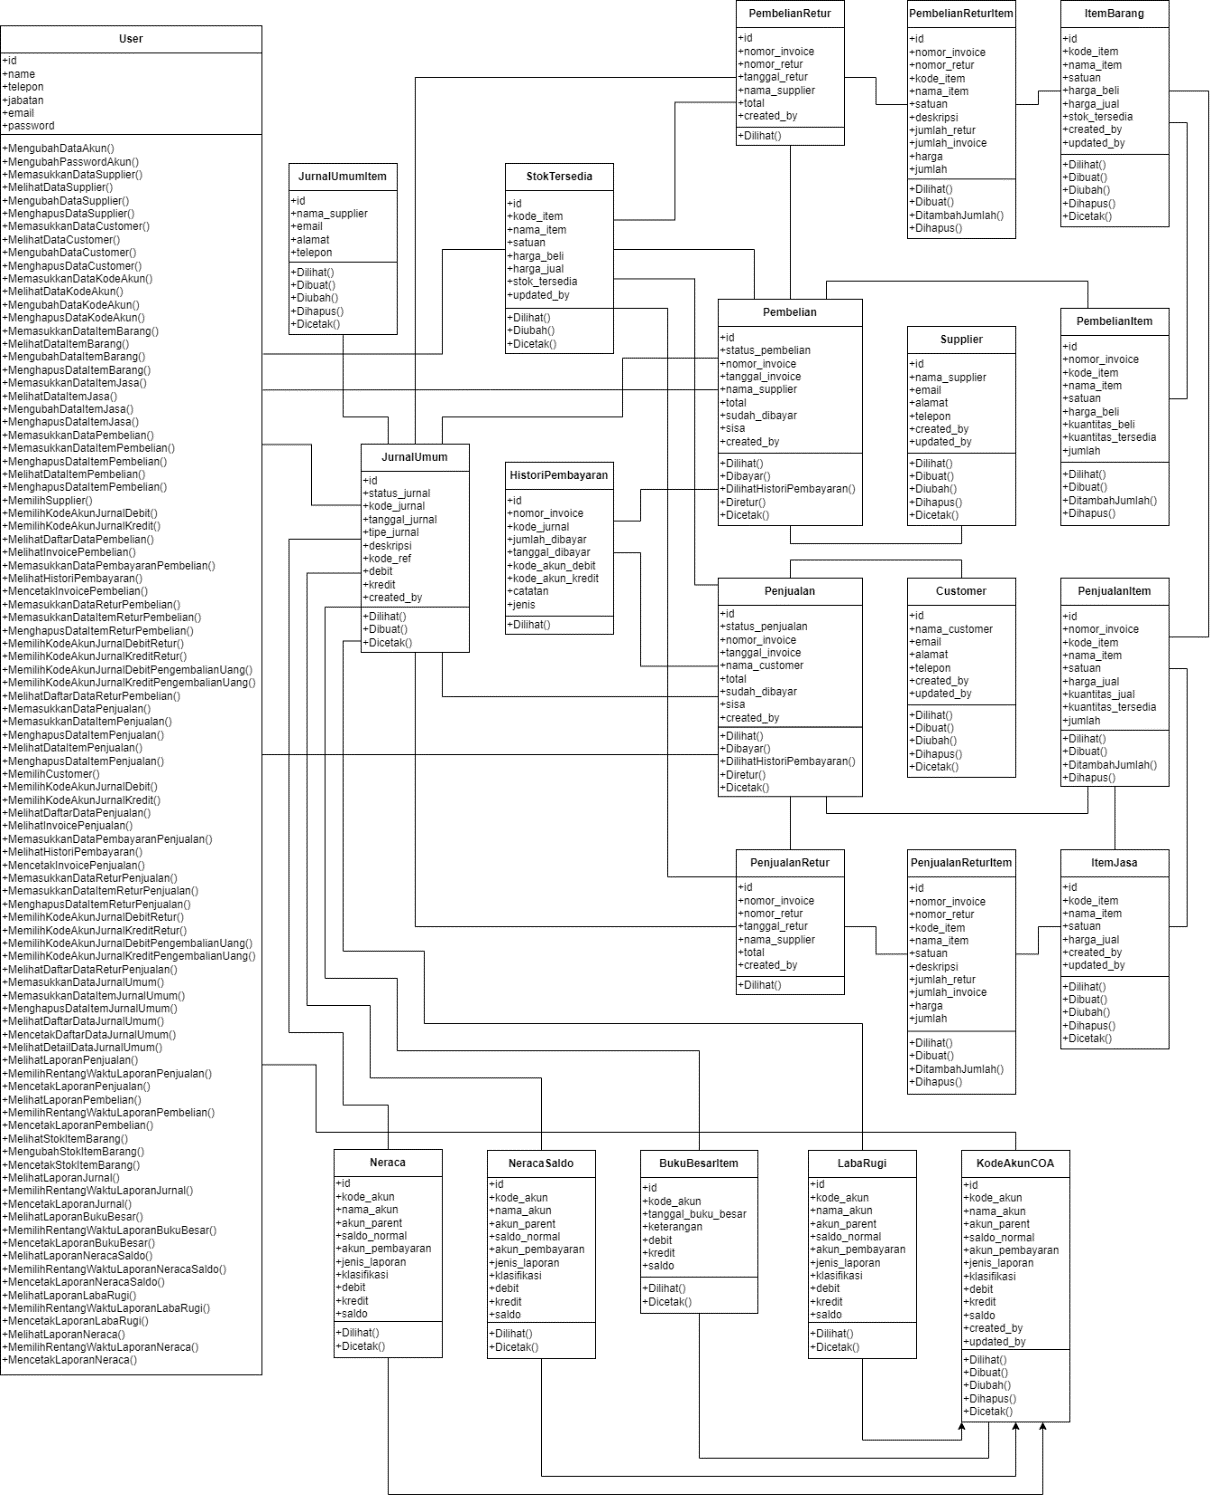 User
+id
+name
+telepon
+jabatan
+email
+password
+MengubahDataAkun()
+MengubahPasswordAkun()
+MemasukkanDataSupplier()
+MelihatDataSupplier()
+MengubahDataSupplier()
+MenghapusDataSupplier()
+MemasukkanDataCustomer()
+MelihatDataCustomer()
+MengubahDataCustomer()
+MenghapusDataCustomer()
+MemasukkanDataKodeAkun()
+MelihatDataKodeAkun()
+MengubahDataKodeAkun()
+MenghapusDataKodeAkun()
+MemasukkanDataItemBarang()
+MelihatDataItemBarang()
+MengubahDataItemBarang()
+MenghapusDataItemBarang()
+MemasukkanDataItemJasa()
+MelihatDataItemJasa()
+MengubahDataItemJasa()
+MenghapusDataItemJasa()
+MemasukkanDataPembelian()
+MemasukkanDataItemPembelian()
+MenghapusDataItemPembelian()
+MelihatDataItemPembelian()
+MenghapusDataItemPembelian()
+MemilihSupplier()
+MemilihKodeAkunJurnalDebit()
+MemilihKodeAkunJurnalKredit()
+MelihatDaftarDataPembelian()
+MelihatInvoicePembelian()
+MemasukkanDataPembayaranPembelian()
+MelihatHistoriPembayaran()
+MencetakInvoicePembelian()
+MemasukkanDataReturPembelian()
+MemasukkanDataItemReturPembelian()
+MenghapusDataItemReturPembelian()
+MemilihKodeAkunJurnalDebitRetur()
+MemilihKodeAkunJurnalKreditRetur()
+MemilihKodeAkunJurnalDebitPengembalianUang()
+MemilihKodeAkunJurnalKreditPengembalianUang()
+MelihatDaftarDataReturPembelian()
+MemasukkanDataPenjualan()
+MemasukkanDataItemPenjualan()
+MenghapusDataItemPenjualan()
+MelihatDataItemPenjualan()
+MenghapusDataItemPenjualan()
+MemilihCustomer()
+MemilihKodeAkunJurnalDebit()
+MemilihKodeAkunJurnalKredit()
+MelihatDaftarDataPenjualan()
+MelihatInvoicePenjualan()
+MemasukkanDataPembayaranPenjualan()
+MelihatHistoriPembayaran()
+MencetakInvoicePenjualan()
+MemasukkanDataReturPenjualan()
+MemasukkanDataItemReturPenjualan()
+MenghapusDataItemReturPenjualan()
+MemilihKodeAkunJurnalDebitRetur()
+MemilihKodeAkunJurnalKreditRetur()
+MemilihKodeAkunJurnalDebitPengembalianUang()
+MemilihKodeAkunJurnalKreditPengembalianUang()
+MelihatDaftarDataReturPenjualan()
+MemasukanDataJurnalUmum()
+MemasukanDataItemJurnalUmum()
+MenghapusDataItemJurnalUmum()
+MelihatDaftarDataJurnalUmum()
+MencetakDaftarDataJurnalUmum()
+MelihatDetailDataJurnalUmum()
+MelihatLaporanPenjualan()
+MemilihRentangWaktuLaporanPenjualan()
+MencetakLaporanPenjualan()
+MelihatLaporanPembelian()
+MemilihRentangWaktuLaporanPembelian()
+MencetakLaporanPembelian()
+MelihatStokItemBarang()
+MengubahStokItemBarang()
+MencetakStokItemBarang()
+MelihatLaporanJurnal()
+MemilihRentangWaktuLaporanJurnal()
+MencetakLaporanJurnal()
+MelihatLaporanBukuBesar()
+MemilihRentangWaktuLaporanBukuBesar()
+MencetakLaporanBukuBesar()
+MelihatLaporanNeracaSaldo()
+MemilihRentangWaktuLaporanNeracaSaldo()
+MencetakLaporanNeracaSaldo()
+MelihatLaporanLabaRugi()
+MemilihRentangWaktuLaporanLabaRugi()
+MencetakLaporanLabaRugi()
+MelihatLaporanNeraca()
+MemilihRentangWaktuLaporanNeraca()
+MencetakLaporanNeraca()
JurnalUmumItem
+id
+nama_supplier
+email
+alamat
+telepon
+Dilihat()
+Dibuat()
+Diubah()
+Dihapus()
+Dicetak()
StokTersedia
+id
+kode_item
+nama_item
+satuan
+harga_beli
+harga_jual
+stok_tersedia
+updated_by
+Dilihat()
+Diubah()
+Dicetak()
PembelianRetur
+id
+nomor_invoice
+nomor_retur
+tanggal_retur
+nama_supplier
+total
+created_by
+Dilihat()
PembelianReturItem
+id
+nomor_invoice
+nomor_retur
+kode_item
+nama_item
+satuan
+deskripsi
+jumlah_retur
+jumlah_invoice
+harga
+jumlah
+Dilihat()
+Dibuat()
+DitambahJumlah()
+Dihapus()
ItemBarang
+id
+kode_item
+nama_item
+satuan
+harga_beli
+harga_jual
+stok_tersedia
+created_by
+updated_by
+Dilihat()
+Dibuat()
+Diubah()
+Dihapus()
+Dicetak()
Pembelian
+id
+status_pembelian
+nomor_invoice
+tanggal_invoice
+nama_supplier
+total
+sudah_dibayar
+sisa
+created_by
+Dilihat()
+Dibayar()
+DilihatHistoriPembayaran()
+Diretur()
+Dicetak()
Supplier
+id
+nama_supplier
+email
+alamat
+telepon
+created_by
+updated_by
+Dilihat()
+Dibuat()
+Diubah()
+Dihapus()
+Dicetak()
PembelianItem
+id
+nomor_invoice
+kode_item
+nama_item
+satuan
+harga_beli
+kuantitas_beli
+kuantitas_tersedia
+jumlah
+Dilihat()
+Dibuat()
+DitambahJumlah()
+Dihapus()
JurnalUmum
+id
+status_jurnal
+kode_jurnal
+tanggal_jurnal
+tipe_jurnal
+deskripsi
+kode_ref
+debit
+kredit
+created_by
+Dilihat()
+Dibuat()
+Dicetak()
HistoriPembayaran
+id
+nomor_invoice
+kode_jurnal
+jumlah_dibayar
+tanggal_dibayar
+kode_akun_debit
+kode_akun_kredit
+catatan
+jenis
+Dilihat()
Penjualan
+id
+status_penjualan
+nomor_invoice
+tanggal_invoice
+nama_customer
+total
+sudah_dibayar
+sisa
+created_by
+Dilihat()
+Dibayar()
+DilihatHistoriPembayaran()
+Diretur()
+Dicetak()
Customer
+id
+nama_customer
+email
+alamat
+telepon
+created_by
+updated_by
+Dilihat()
+Dibuat()
+Diubah()
+Dihapus()
+Dicetak()
PenjualanItem
+id
+nomor_invoice
+kode_item
+nama_item
+satuan
+harga_jual
+kuantitas_jual
+kuantitas_tersedia
+jumlah
+Dilihat()
+Dibuat()
+DitambahJumlah()
+Dihapus()
PenjualanRetur
+id
+nomor_invoice
+nomor_retur
+tanggal_retur
+nama_supplier
+total
+created_by
+Dilihat()
PenjualanReturItem
+id
+nomor_invoice
+nomor_retur
+kode_item
+nama_item
+satuan
+deskripsi
+jumlah_retur
+jumlah_invoice
+harga
+jumlah
+Dilihat()
+Dibuat()
+DitambahJumlah()
+Dihapus()
ItemJasa
+id
+kode_item
+nama_item
+satuan
+harga_jual
+created_by
+updated_by
+Dilihat()
+Dibuat()
+Diubah()
+Dihapus()
+Dicetak()
Neraca
+id
+kode_akun
+nama_akun
+akun_parent
+saldo_normal
+akun_pembayaran
+jenis_laporan
+klasifikasi
+debit
+kredit
+saldo
+Dilihat()
+Dicetak()
NeracaSaldo
+id
+kode_akun
+nama_akun
+akun_parent
+saldo_normal
+akun_pembayaran
+jenis_laporan
+klasifikasi
+debit
+kredit
+saldo
+Dilihat()
+Dicetak()
BukuBesarItem
+id
+kode_akun
+tanggal_buku_besar
+keterangan
+debit
+kredit
+saldo
+Dilihat()
+Dicetak()
LabaRugi
+id
+kode_akun
+nama_akun
+akun_parent
+saldo_normal
+akun_pembayaran
+jenis_laporan
+klasifikasi
+debit
+kredit
+saldo
+Dilihat()
+Dicetak()
KodeAkunCOA
+id
+kode_akun
+nama_akun
+akun_parent
+saldo_normal
+akun_pembayaran
+jenis_laporan
+klasifikasi
+debit
+kredit
+saldo
+created_by
+updated_by
+Dilihat()
+Dibuat()
+Diubah()
+Dihapus()
+Dicetak()